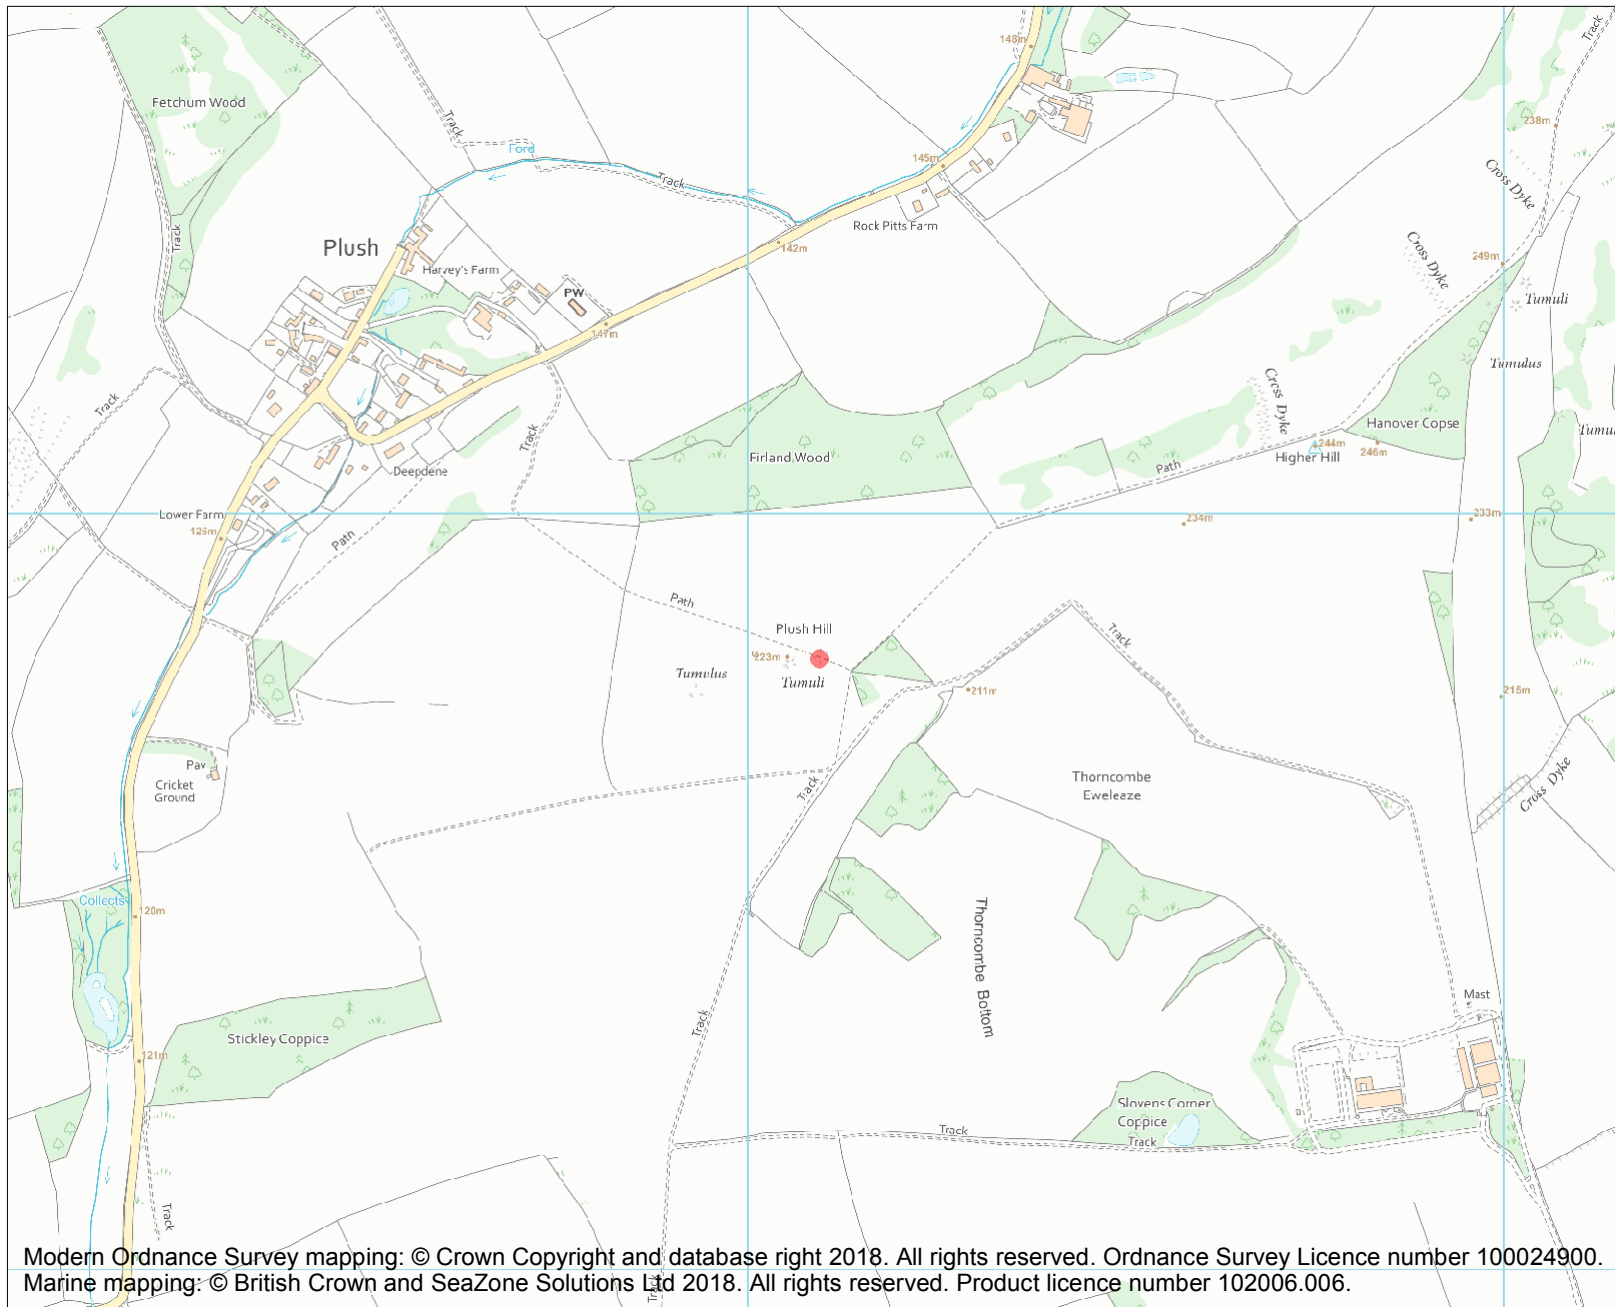 148m
Track
Fetchum Wood
Track
238m
Ford
145m
Cross Dyke
Track
Rock Pitts Farm
Track
Plush
142m
Cross Dyke
249m
Harvey's Farm
PW
Tumuli
147m
Tumulus
Track
Cross Dyke
Hanover Copse
Tumu
Track
244m
246m
Higher Hill
Firland Wood
Path
Deepdene
Lower Farm
126m
234m
233m
Path
Path
Plush Hill
Track
223m
Tumulus
Tumuli
211m
215m
Pav
Cricket
Ground
Track
Thorncombe
Eweleaze
Cross Dyke
Collects
120m
Thorncombe Bottom
Mast
Track
Stickley Coppice
121m
Slovens Corner
Coppice
Track
Track
Track
Track
Modern Ordnance Survey mapping: © Crown Copyright and database right 2018. All rights reserved. Ordnance Survey Licence number 100024900.
Marine mapping: © British Crown and SeaZone Solutions Ltd 2018. All rights reserved. Product licence number 102006.006.